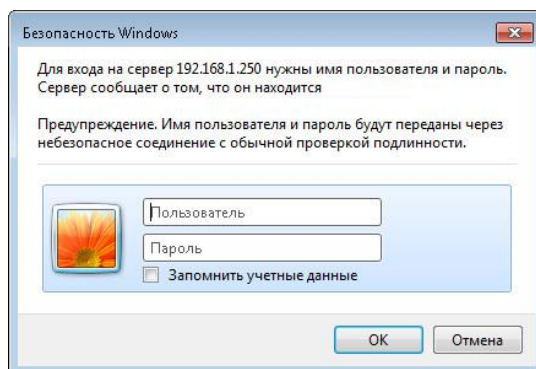 Безопасность Windows
Для входа на сервер 192.168.1.250 нужны имя пользователя и пароль.
Сервер сообщает о том, что он находится
Предупреждение. Имя пользователя и пароль будут переданы через
небезопасное соединение с обычной проверкой подлинности.
Пользователь
Пароль
Запомнить учетные данные
OK
Отмена